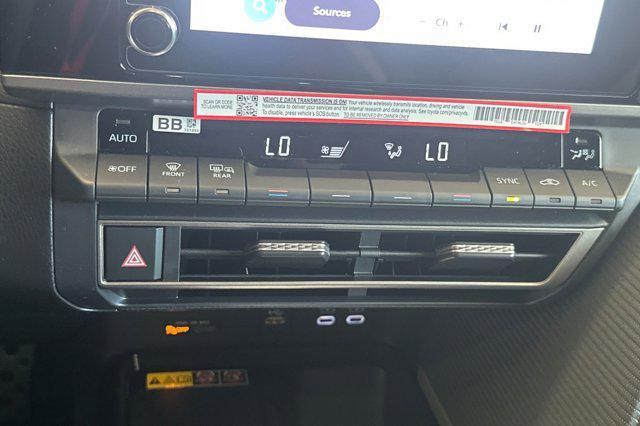 Sources
− Ch +
SCAN QR CODE
TO LEARN MORE
VEHICLE DATA TRANSMISSION IS ON! Your vehicle wirelessly transmits location, driving and vehicle
health data to deliver your services and for internal research and data analysis. See toyota.com/privacyvts.
To disable, press vehicle's SOS button. TO BE REMOVED BY OWNER ONLY
AUTO
BB
LO
LO
OFF
FRONT
REAR
SYNC
A/C